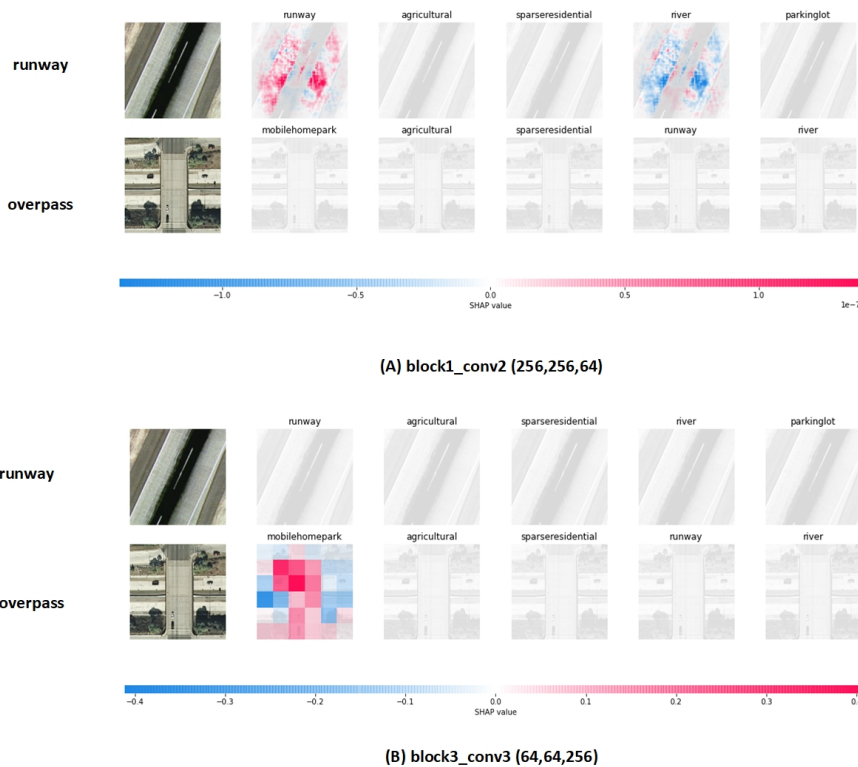 runway agricultural sparseresidential river parkinglot
runway
mobilehomepark agricultural sparseresidential runway river
overpass
−1.0 −0.5 0.0 0.5 1.0
SHAP value
(A) block1_conv2 (256,256,64)
runway agricultural sparseresidential river parkinglot
runway
mobilehomepark agricultural sparseresidential runway river
overpass
−0.4 −0.3 −0.2 −0.1 0.0 0.1 0.2 0.3
SHAP value
(B) block3_conv3 (64,64,256)